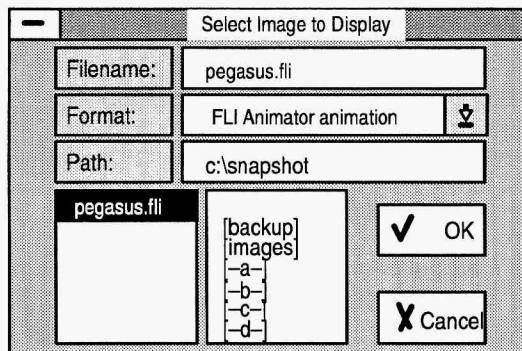 Select Image to Display
Filename: pegasus.fli
Format: FLI Animator animation
Path: c:\snapshot
pegasus.fli
[backup]
[images]
[–a–]
[–b–]
[–c–]
[–d–]
OK
Cancel